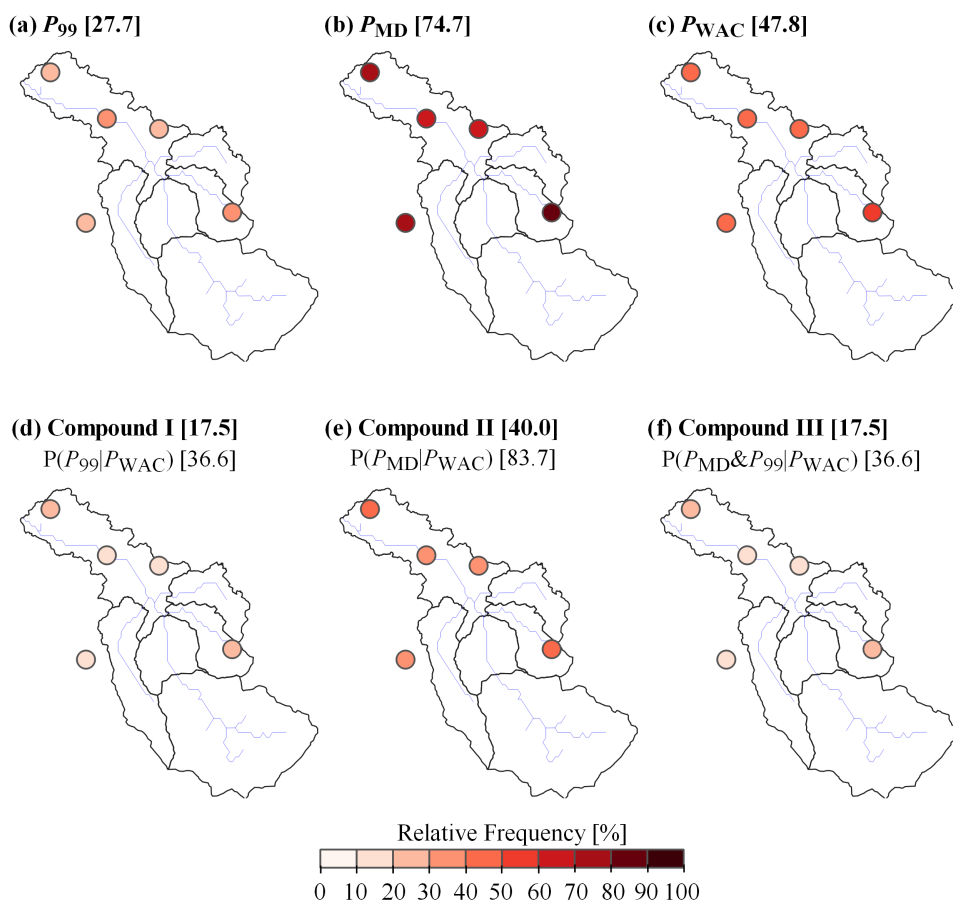 (a) P99 [27.7]
(b) PMD [74.7]
(c) PWAC [47.8]
(d) Compound I [17.5]
P(P99|PWAC) [36.6]
(e) Compound II [40.0]
P(PMD|PWAC) [83.7]
(f) Compound III [17.5]
P(PMD&P99|PWAC) [36.6]
Relative Frequency [%]
0 10 20 30 40 50 60 70 80 90 100